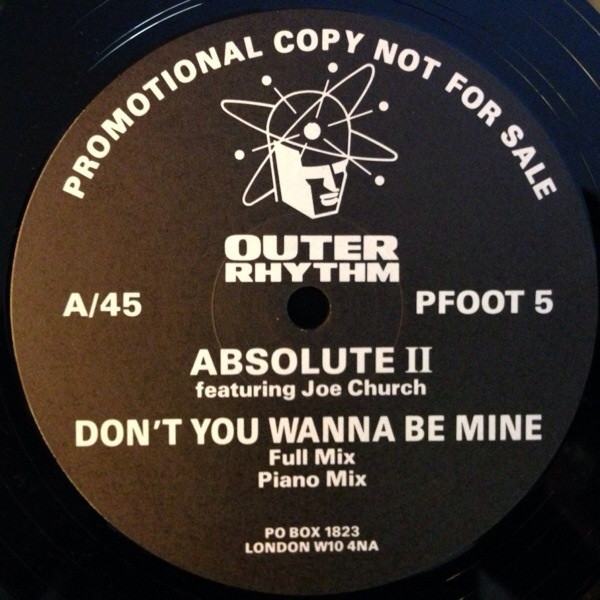 PROMOTIONAL COPY NOT FOR SALE
OUTER
RHYTHM
A/45
PFOOT 5
ABSOLUTE II
featuring Joe Church
DON'T YOU WANNA BE MINE
Full Mix
Piano Mix
PO BOX 1823
LONDON W10 4NA